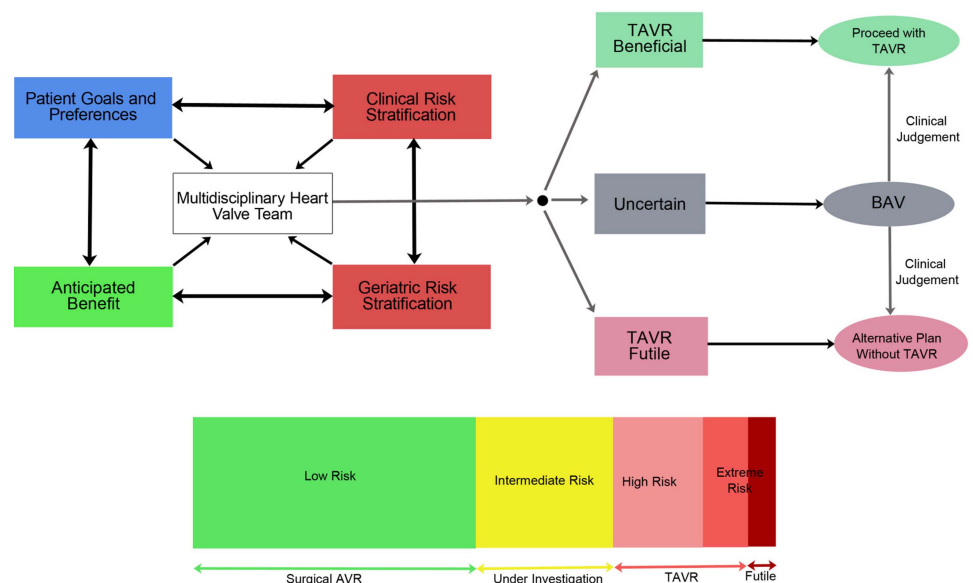 Patient Goals and
Preferences
Clinical Risk
Stratification
Multidisciplinary Heart
Valve Team
Anticipated
Benefit
Geriatric Risk
Stratification
TAVR
Beneficial
Proceed with
TAVR
Clinical
Judgement
Uncertain
BAV
Clinical
Judgement
TAVR
Futile
Alternative Plan
Without TAVR
Low Risk
Intermediate Risk
High Risk
Extreme
Risk
Surgical AVR
Under Investigation
TAVR
Futile